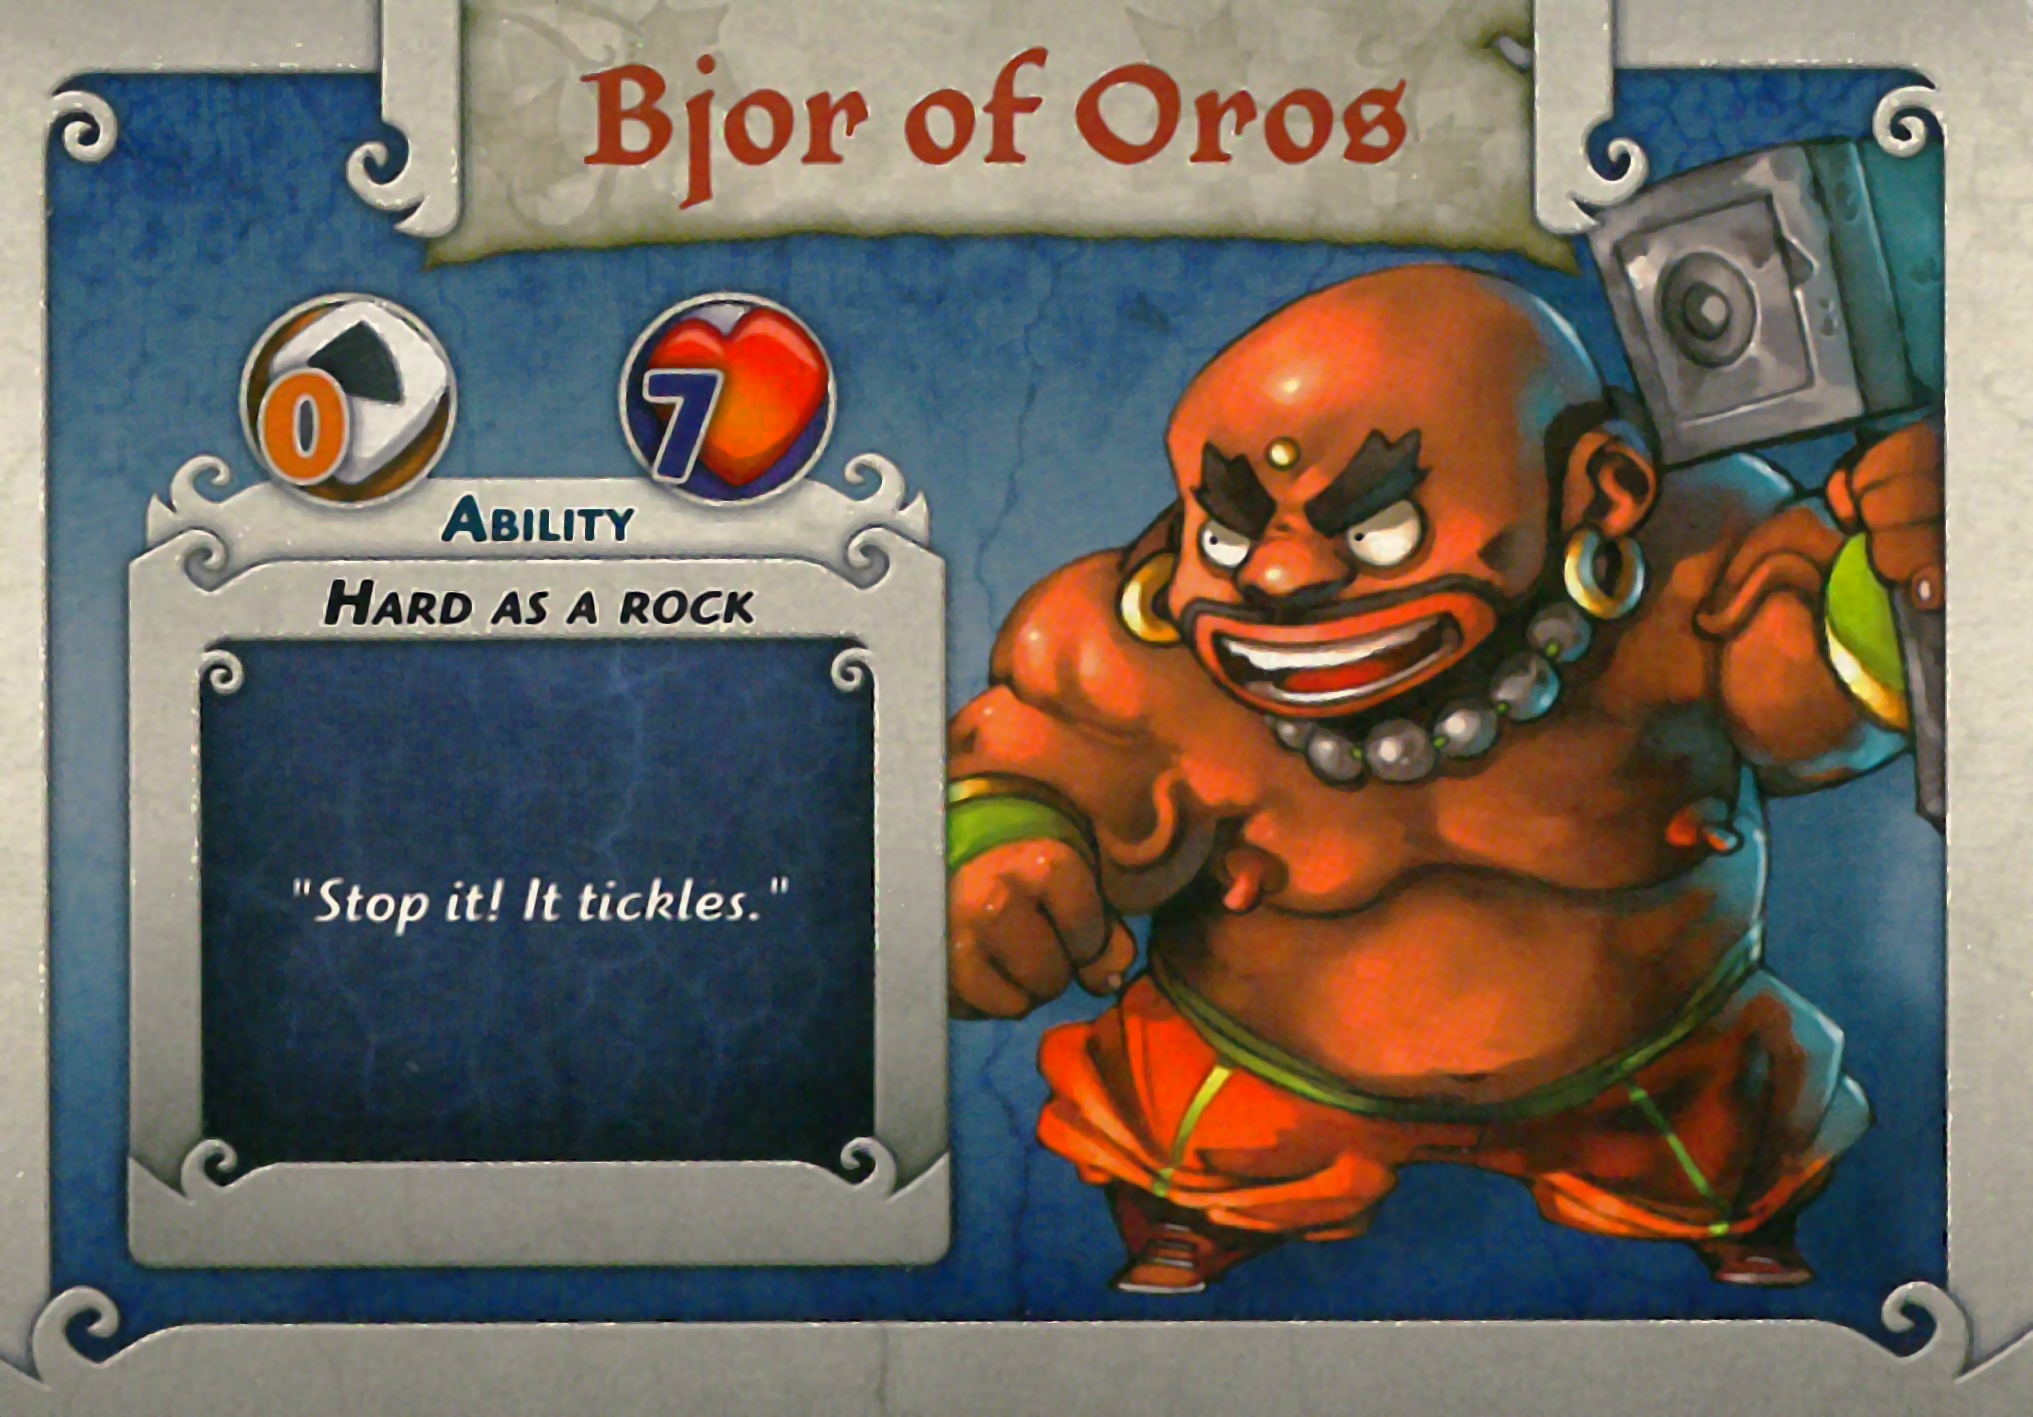 Bjor of Oros
0
7
ABILITY
HARD AS A ROCK
"Stop it! It tickles."